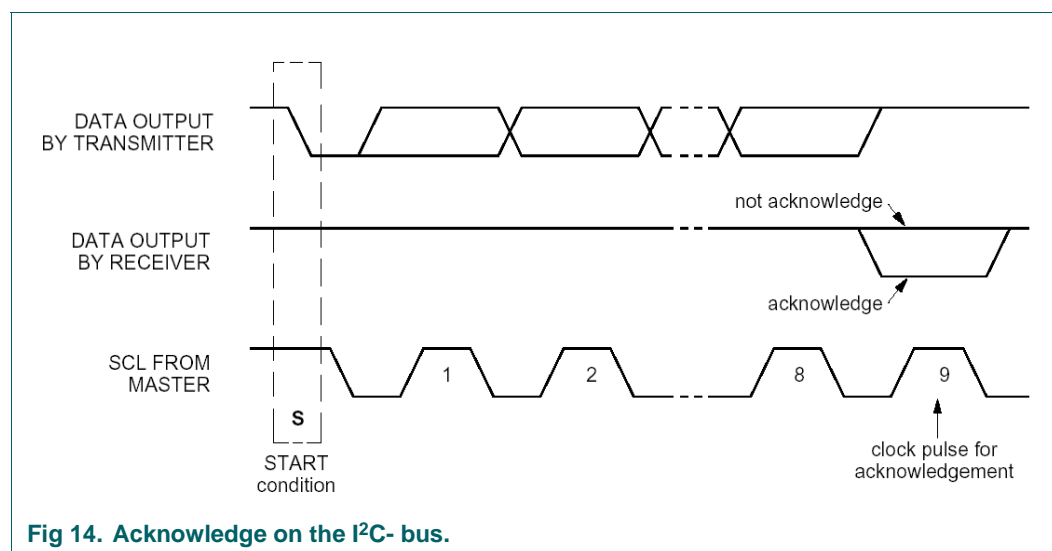 DATA OUTPUT
BY TRANSMITTER
not acknowledge
DATA OUTPUT
BY RECEIVER
acknowledge
SCL FROM
MASTER
1
2
8
9
S
START
condition
clock pulse for
acknowledgement
Fig 14. Acknowledge on the I²C- bus.